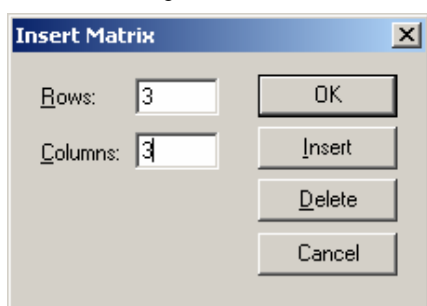 Insert Matrix
Rows: 3 OK
Columns: 3 Insert
Delete
Cancel